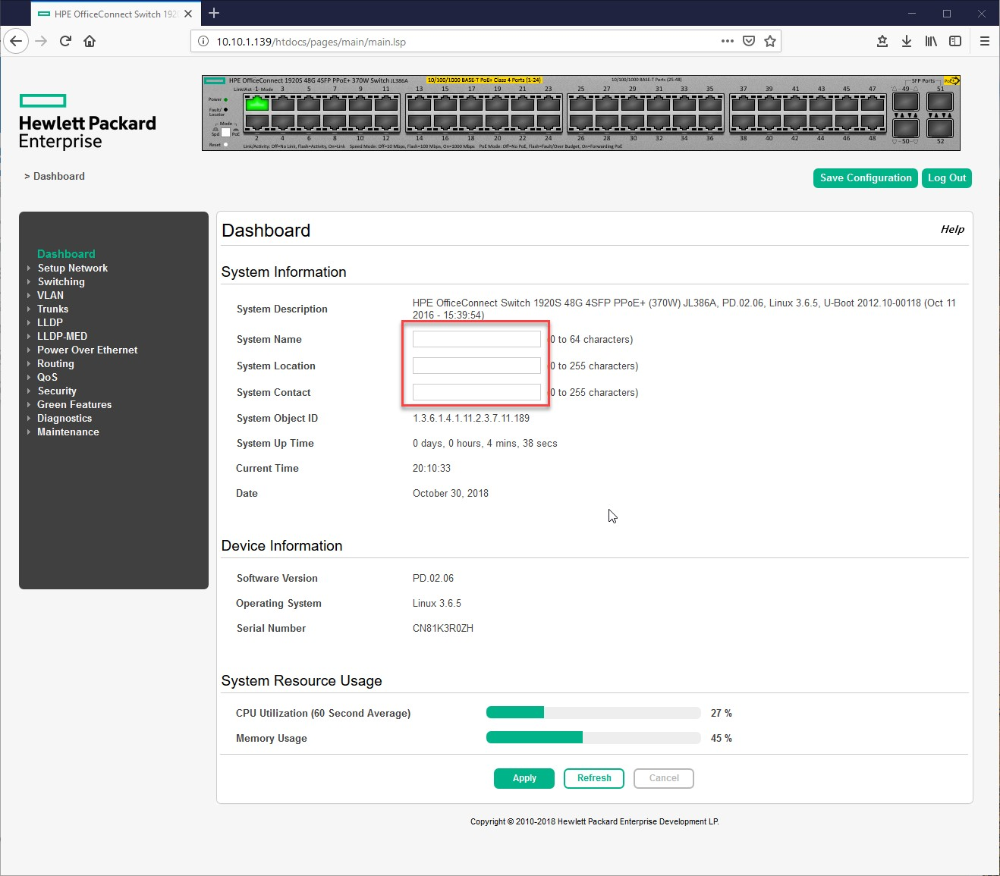 HPE OfficeConnect Switch 192
10.10.1.139/htdocs/pages/main/main.lsp
HPE OfficeConnect 1920S 48G 4SFP PPoE+ 370W Switch JL386A
10/100/1000 BASE-T PoE+ Class 4 Ports (1-24)
10/100/1000 BASE-T Ports (25-48)
SFP Ports
PoE+
Link/Act 1 Mode 3 5 7 9 11 13 15 17 19 21 23 25 27 29 31 33 35 37 39 41 43 45 47 49 51
Power
Fault/
Locator
Mode
Spd PoE
Reset
2 4 6 8 10 12 14 16 18 20 22 24 26 28 30 32 34 36 38 40 42 44 46 48 50 52
Link/Activity: Off=No Link, Flash=Activity, On=Link Speed Mode: Off=10 Mbps, Flash=100 Mbps, On=1000 Mbps PoE Mode: Off=No PoE, Flash=Fault/Over Budget, On=Forwarding PoE
Hewlett Packard
Enterprise
> Dashboard
Save Configuration
Log Out
Dashboard
Setup Network
Switching
VLAN
Trunks
LLDP
LLDP-MED
Power Over Ethernet
Routing
QoS
Security
Green Features
Diagnostics
Maintenance
Dashboard
Help
System Information
System Description
HPE OfficeConnect Switch 1920S 48G 4SFP PPoE+ (370W) JL386A, PD.02.06, Linux 3.6.5, U-Boot 2012.10-00118 (Oct 11
2016 - 15:39:54)
System Name
0 to 64 characters)
System Location
0 to 255 characters)
System Contact
0 to 255 characters)
System Object ID
1.3.6.1.4.1.11.2.3.7.11.189
System Up Time
0 days, 0 hours, 4 mins, 38 secs
Current Time
20:10:33
Date
October 30, 2018
Device Information
Software Version
PD.02.06
Operating System
Linux 3.6.5
Serial Number
CN81K3R0ZH
System Resource Usage
CPU Utilization (60 Second Average)
27 %
Memory Usage
45 %
Apply
Refresh
Cancel
Copyright © 2010-2018 Hewlett Packard Enterprise Development LP.